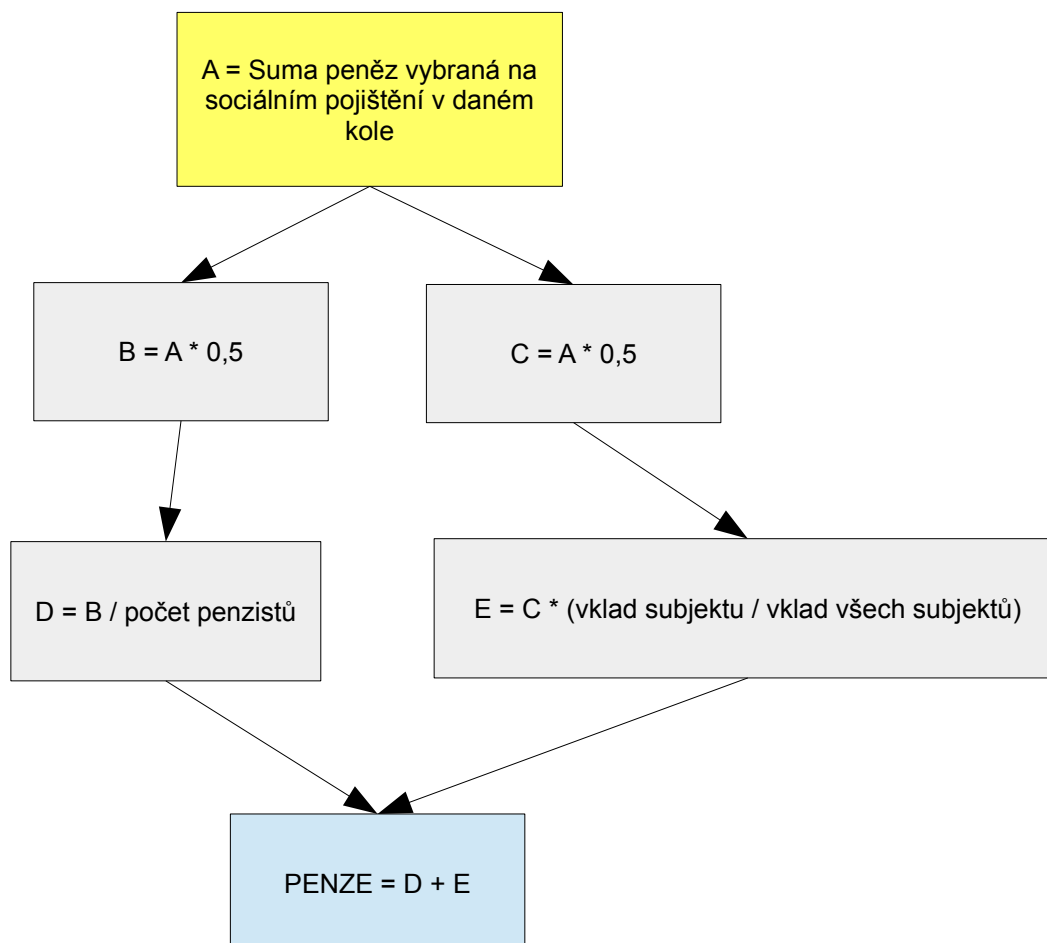 A = Suma peněz vybraná na
sociálním pojištění v daném
kole
B = A * 0,5
C = A * 0,5
D = B / počet penzistů
E = C * (vklad subjektu / vklad všech subjektů)
PENZE = D + E